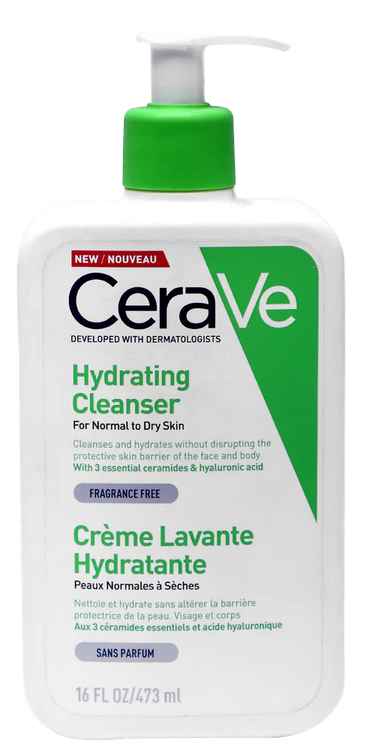 NEW / NOUVEAU
CeraVe
DEVELOPED WITH DERMATOLOGISTS
Hydrating
Cleanser
For Normal to Dry Skin
Cleanses and hydrates without disrupting the
protective skin barrier of the face and body
With 3 essential ceramides & hyaluronic acid
FRAGRANCE FREE
Crème Lavante
Hydratante
Peaux Normales à Sèches
Nettoie et hydrate sans altérer la barrière
protectrice de la peau. Visage et corps
Aux 3 céramides essentiels et acide hyaluronique
SANS PARFUM
16 FL OZ/473 ml